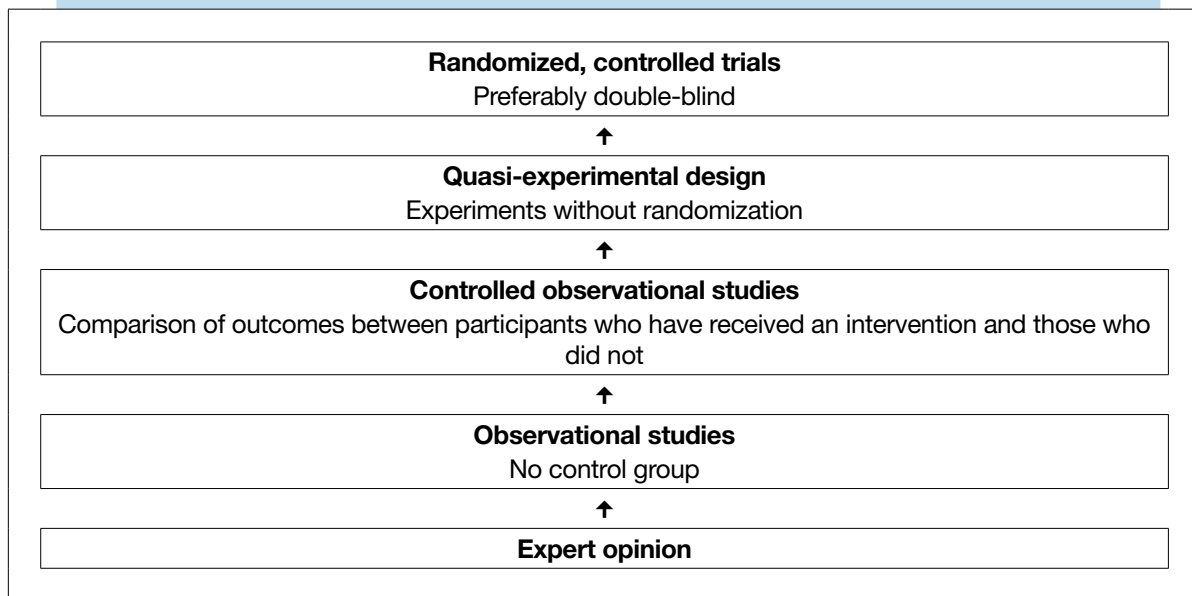 Randomized, controlled trials
Preferably double-blind
↑
Quasi-experimental design
Experiments without randomization
↑
Controlled observational studies
Comparison of outcomes between participants who have received an intervention and those who
did not
↑
Observational studies
No control group
↑
Expert opinion